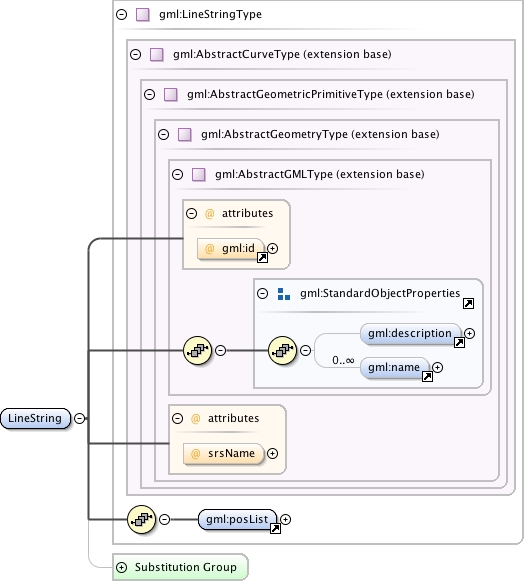 gml:LineStringType
gml:AbstractCurveType (extension base)
gml:AbstractGeometricPrimitiveType (extension base)
gml:AbstractGeometryType (extension base)
gml:AbstractGMLType (extension base)
@ attributes
@ gml:id
gml:StandardObjectProperties
gml:description
0..∞
gml:name
LineString
@ attributes
@ srsName
gml:posList
Substitution Group